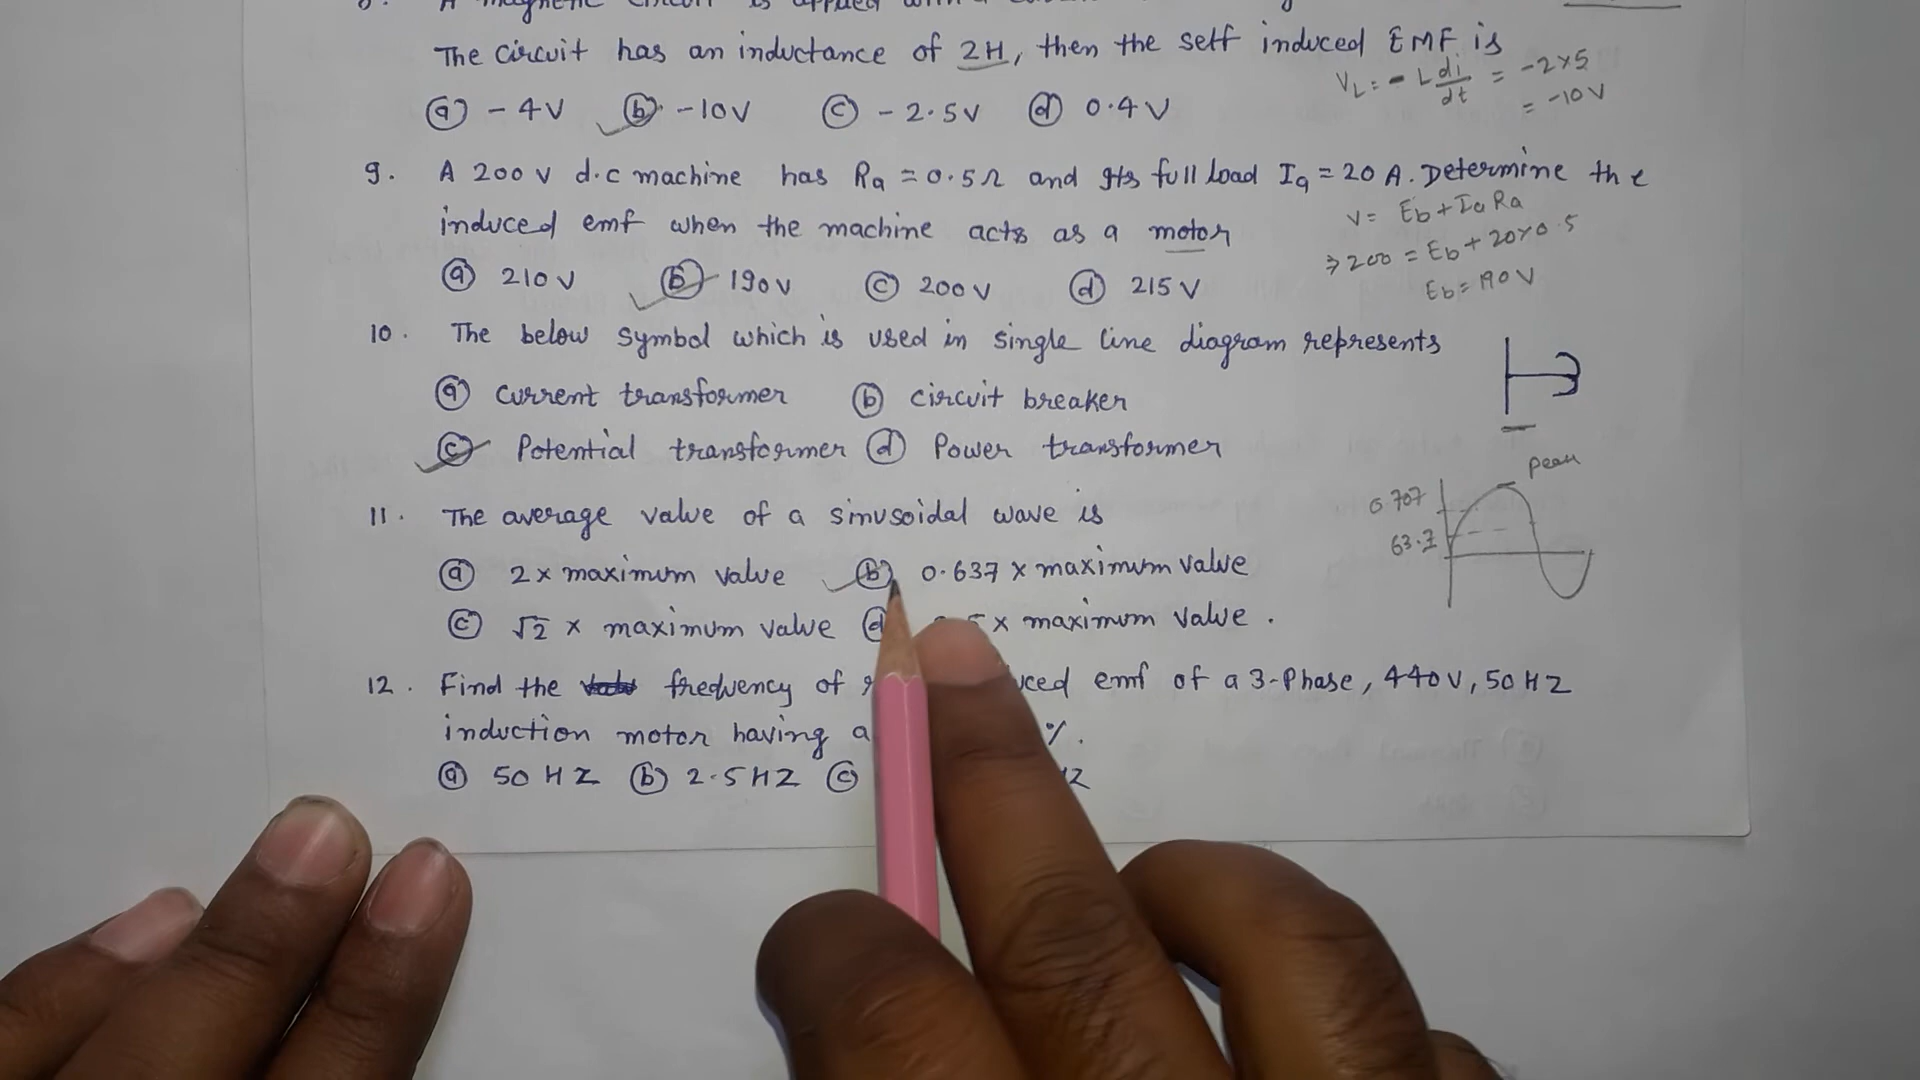 The circuit has an inductance of 2H, then the self induced EMF is
V_L = - L di/dt = -2×5
= -10V
(a) - 4V (b) -10V (c) - 2.5V (d) 0.4V
9. A 200 V d.c machine has Ra = 0.5Ω and its full load Ia = 20 A. Determine the
induced emf when the machine acts as a motor
V = Eb + Ia Ra
⇒ 200 = Eb + 20×0.5
Eb = 190 V
(a) 210 V (b) 190 V (c) 200 V (d) 215 V
10. The below symbol which is used in single line diagram represents
(a) current transformer (b) circuit breaker
(c) Potential transformer (d) Power transformer
11. The average value of a sinusoidal wave is
Peak
0.707
63.7
(a) 2 × maximum value (b) 0.637 × maximum value
(c) √2 × maximum value (d) × maximum value.
12. Find the frequency of emf of a 3-Phase, 440V, 50 HZ
induction motor having a %.
(a) 50 HZ (b) 2.5HZ (c) HZ